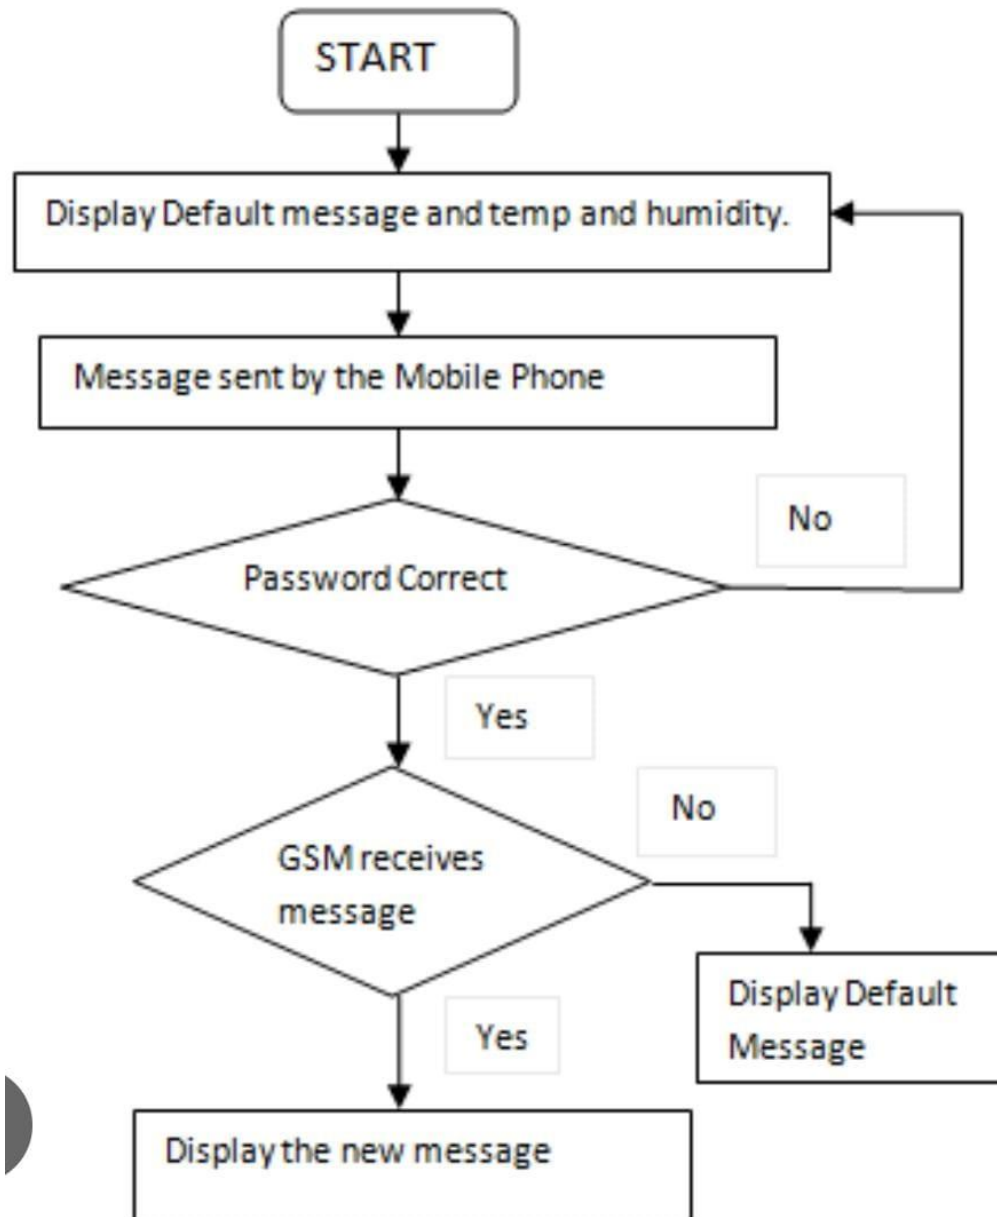 START
Display Default message and temp and humidity.
Message sent by the Mobile Phone
No
Password Correct
Yes
No
GSM receives
message
Display Default
Message
Yes
Display the new message